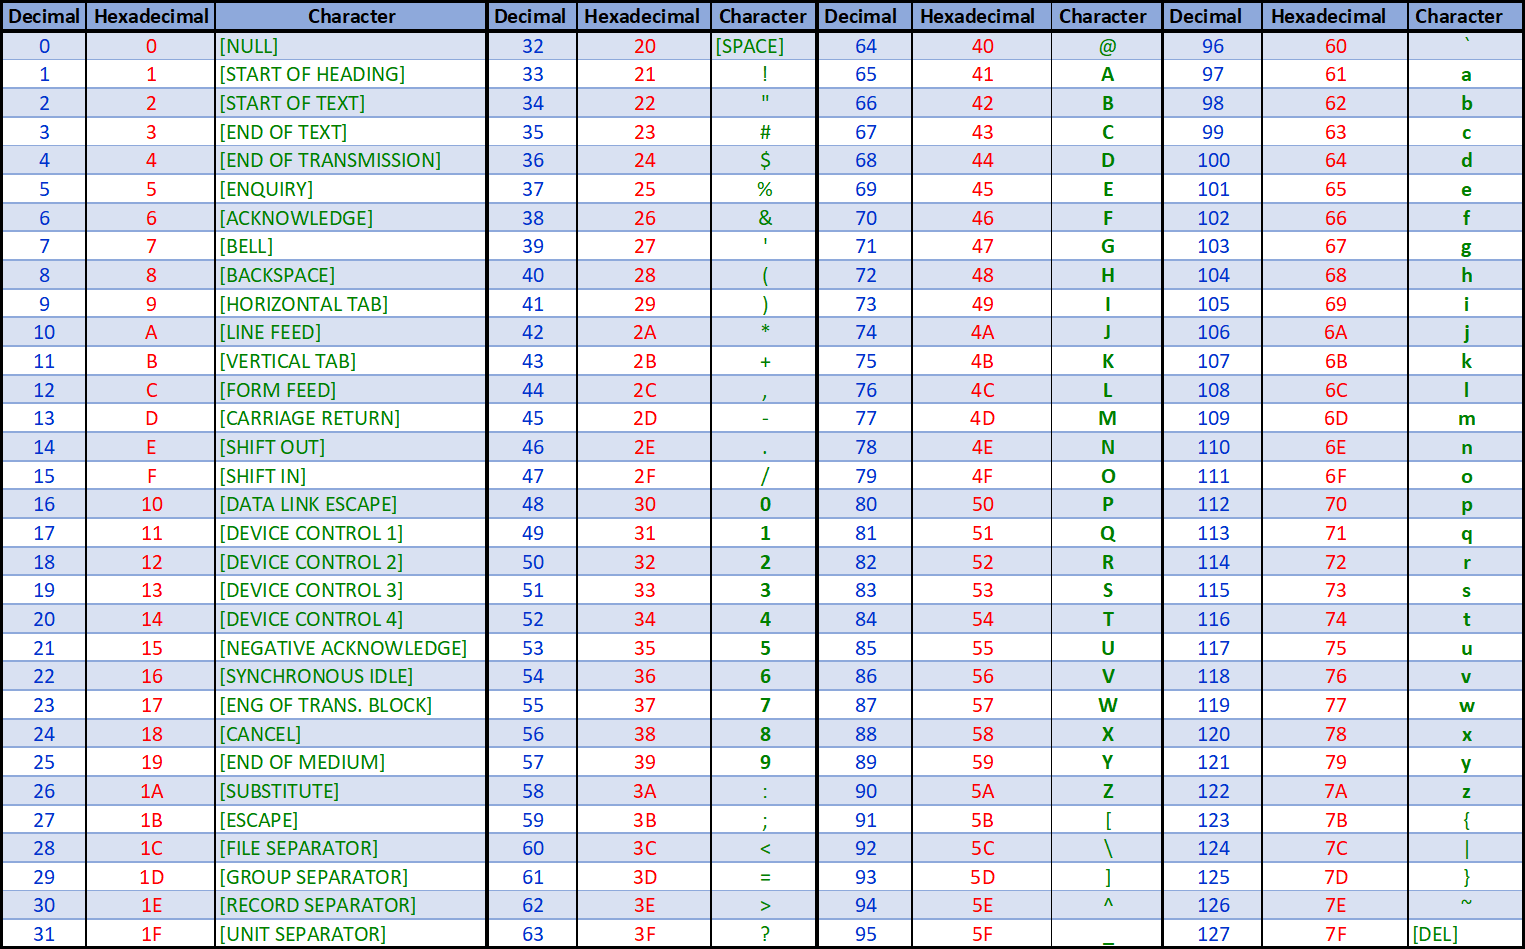 Decimal Hexadecimal Character Decimal Hexadecimal Character Decimal Hexadecimal Character Decimal Hexadecimal Character
0 0 [NULL] 32 20 [SPACE] 64 40 @ 96 60 `
1 1 [START OF HEADING] 33 21 ! 65 41 A 97 61 a
2 2 [START OF TEXT] 34 22 " 66 42 B 98 62 b
3 3 [END OF TEXT] 35 23 # 67 43 C 99 63 c
4 4 [END OF TRANSMISSION] 36 24 $ 68 44 D 100 64 d
5 5 [ENQUIRY] 37 25 % 69 45 E 101 65 e
6 6 [ACKNOWLEDGE] 38 26 & 70 46 F 102 66 f
7 7 [BELL] 39 27 ' 71 47 G 103 67 g
8 8 [BACKSPACE] 40 28 ( 72 48 H 104 68 h
9 9 [HORIZONTAL TAB] 41 29 ) 73 49 I 105 69 i
10 A [LINE FEED] 42 2A * 74 4A J 106 6A j
11 B [VERTICAL TAB] 43 2B + 75 4B K 107 6B k
12 C [FORM FEED] 44 2C , 76 4C L 108 6C l
13 D [CARRIAGE RETURN] 45 2D - 77 4D M 109 6D m
14 E [SHIFT OUT] 46 2E . 78 4E N 110 6E n
15 F [SHIFT IN] 47 2F / 79 4F O 111 6F o
16 10 [DATA LINK ESCAPE] 48 30 0 80 50 P 112 70 p
17 11 [DEVICE CONTROL 1] 49 31 1 81 51 Q 113 71 q
18 12 [DEVICE CONTROL 2] 50 32 2 82 52 R 114 72 r
19 13 [DEVICE CONTROL 3] 51 33 3 83 53 S 115 73 s
20 14 [DEVICE CONTROL 4] 52 34 4 84 54 T 116 74 t
21 15 [NEGATIVE ACKNOWLEDGE] 53 35 5 85 55 U 117 75 u
22 16 [SYNCHRONOUS IDLE] 54 36 6 86 56 V 118 76 v
23 17 [ENG OF TRANS. BLOCK] 55 37 7 87 57 W 119 77 w
24 18 [CANCEL] 56 38 8 88 58 X 120 78 x
25 19 [END OF MEDIUM] 57 39 9 89 59 Y 121 79 y
26 1A [SUBSTITUTE] 58 3A : 90 5A Z 122 7A z
27 1B [ESCAPE] 59 3B ; 91 5B [ 123 7B {
28 1C [FILE SEPARATOR] 60 3C < 92 5C \ 124 7C |
29 1D [GROUP SEPARATOR] 61 3D = 93 5D ] 125 7D }
30 1E [RECORD SEPARATOR] 62 3E > 94 5E ^ 126 7E ~
31 1F [UNIT SEPARATOR] 63 3F ? 95 5F _ 127 7F [DEL]